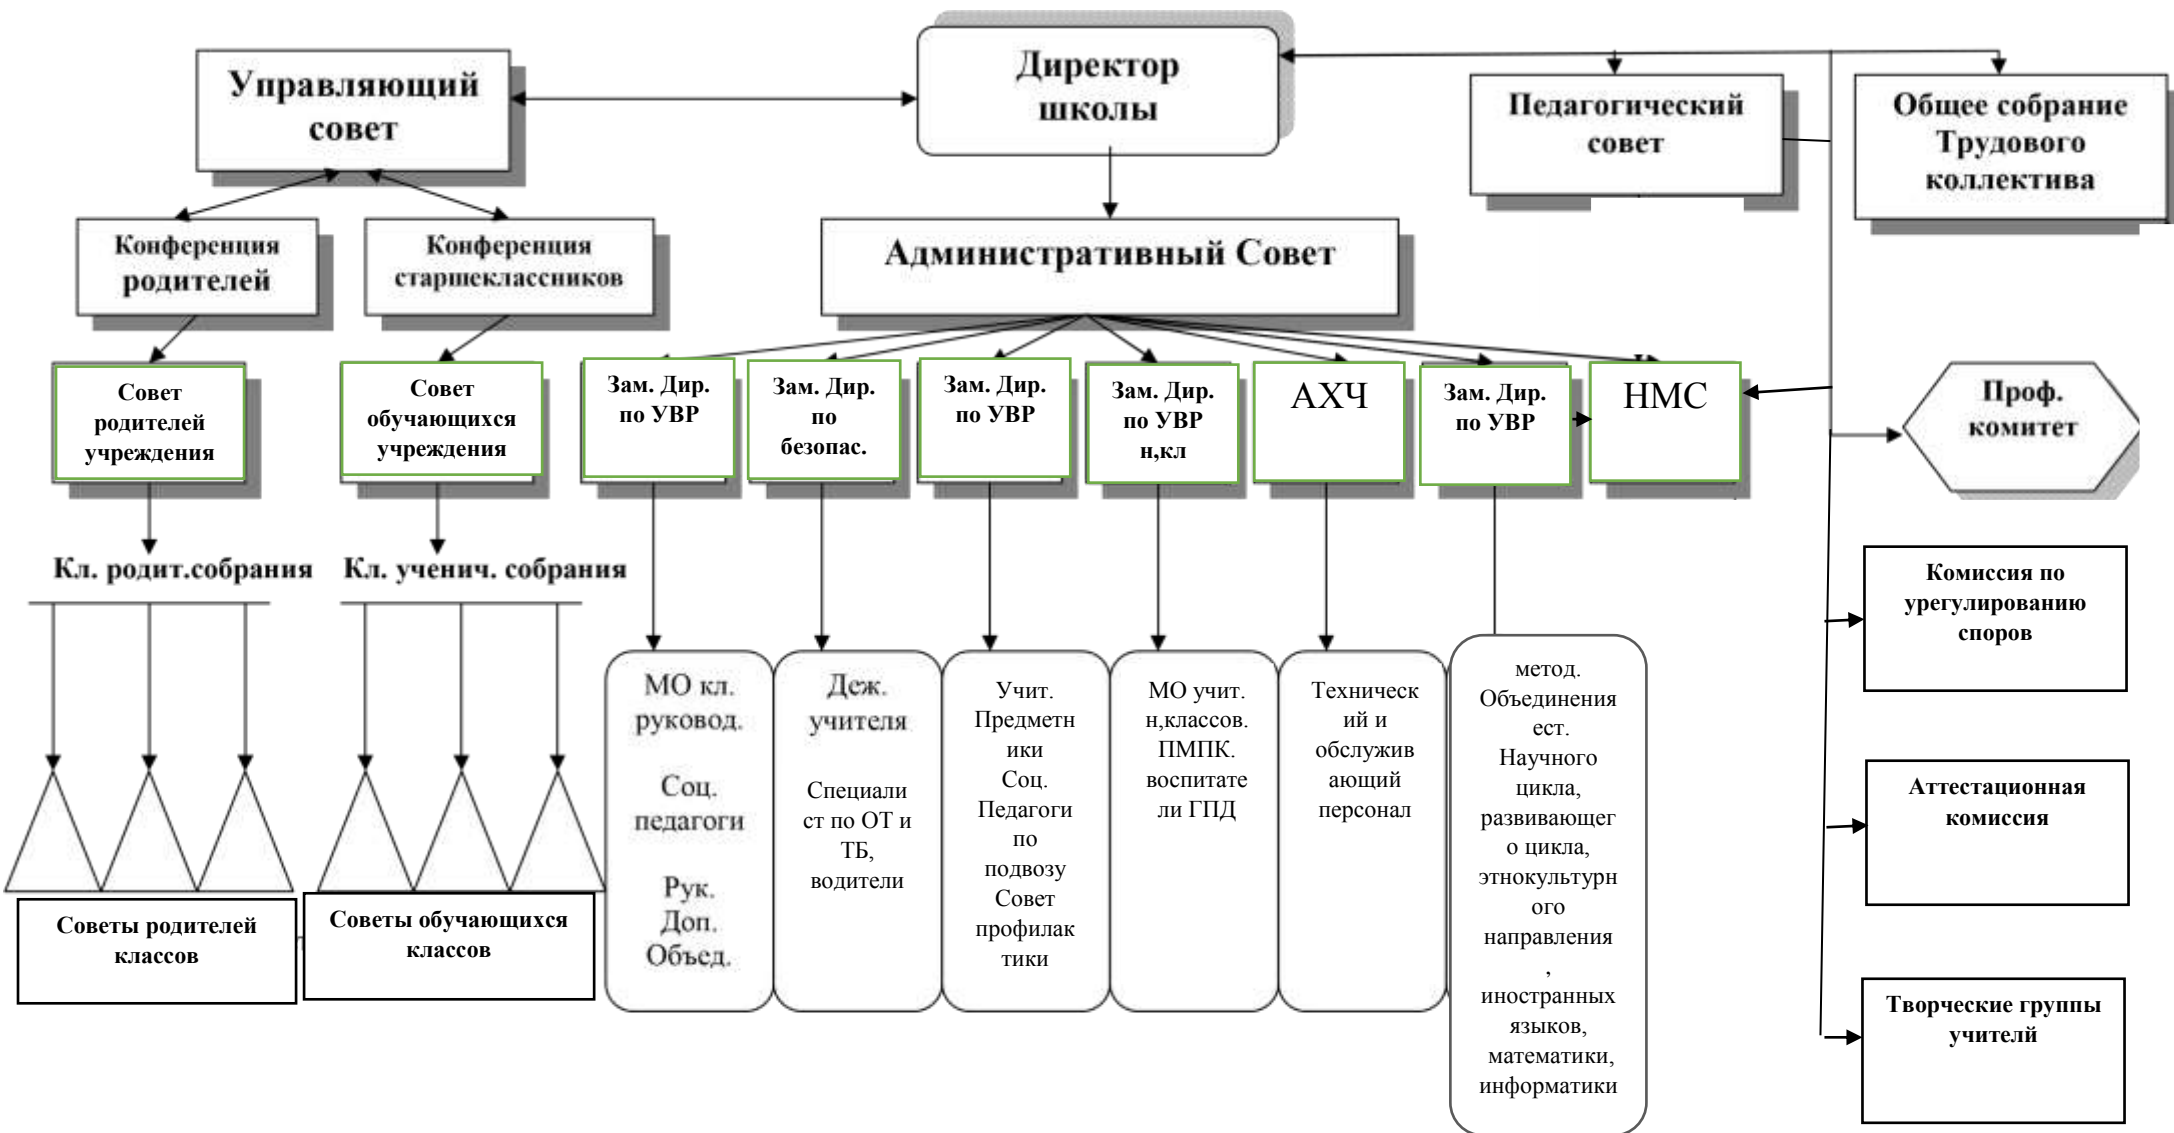 Управляющий
совет
Директор
школы
Педагогический
совет
Общее собрание
Трудового
коллектива
Конференция
родителей
Конференция
старшеклассников
Административный Совет
Совет
родителей
учреждения
Совет
обучающихся
учреждения
Зам. Дир.
по УВР
Зам. Дир.
по
безопас.
Зам. Дир.
по УВР
Зам. Дир.
по УВР
н,кл
АХЧ
Зам. Дир.
по УВР
НМС
Проф.
комитет
Кл. родит.собрания
Кл. ученич. собрания
Комиссия по
урегулированию
споров
Аттестационная
комиссия
Творческие группы
учителй
Советы родителей
классов
Советы обучающихся
классов
МО кл.
руковод.
Соц.
педагоги
Рук.
Доп.
Объед.
Деж.
учителя
Специали
ст по ОТ и
ТБ,
водители
Учит.
Предметн
ики
Соц.
Педагоги
по
подвозу
Совет
профилак
тики
МО учит.
н,классов.
ПМПК.
воспитате
ли ГПД
Техническ
ий и
обслужив
ающий
персонал
метод.
Объединения
ест.
Научного
цикла,
развивающег
о цикла,
этнокультурн
ого
направления
,
иностранных
языков,
математики,
информатики